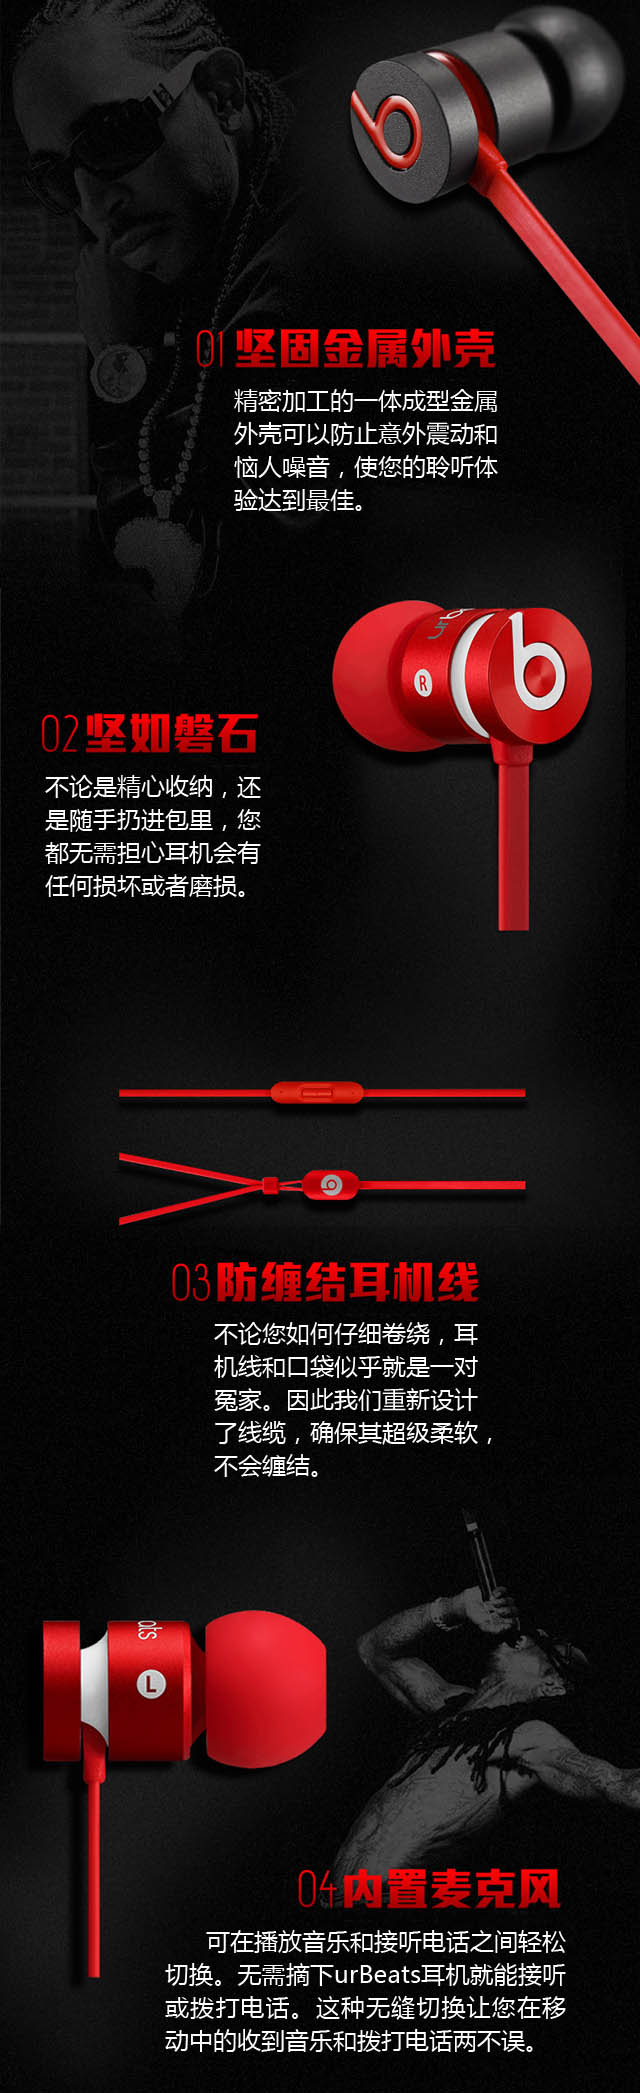 01 坚固金属外壳
精密加工的一体成型金属
外壳可以防止意外震动和
恼人噪音，使您的聆听体
验达到最佳。
urb
R
b
02 坚如磐石
不论是精心收纳，还
是随手扔进包里，您
都无需担心耳机会有
任何损坏或者磨损。
03 防缠结耳机线
不论您如何仔细卷绕，耳
机线和口袋似乎就是一对
冤家。因此我们重新设计
了线缆，确保其超级柔软，
不会缠结。
ats
L
04 内置麦克风
可在播放音乐和接听电话之间轻松
切换。无需摘下urBeats耳机就能接听
或拨打电话。这种无缝切换让您在移
动中的收到音乐和拨打电话两不误。